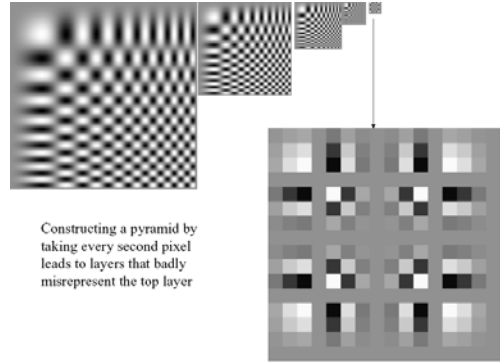 Constructing a pyramid by
taking every second pixel
leads to layers that badly
misrepresent the top layer